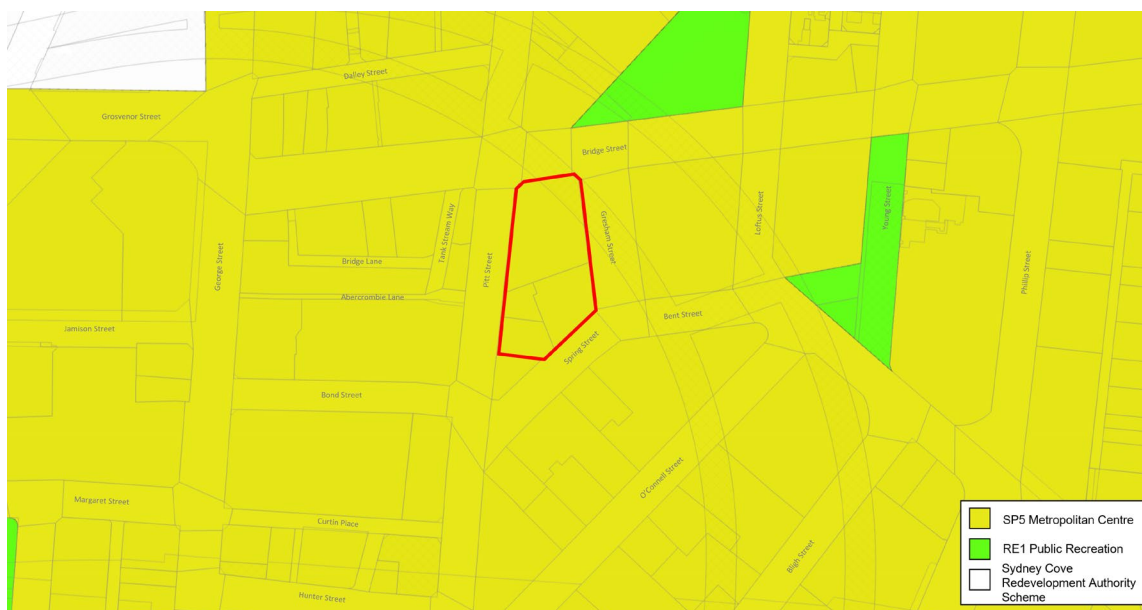 Dalley Street
Grosvenor Street
Bridge Street
George Street
Tank Stream Way
Pitt Street
Gresham Street
Loftus Street
Young Street
Phillip Street
Bridge Lane
Abercrombie Lane
Jamison Street
Bent Street
Spring Street
Bond Street
O'Connell Street
Margaret Street
Curtin Place
Bligh Street
Hunter Street
SP5 Metropolitan Centre
RE1 Public Recreation
Sydney Cove
Redevelopment Authority
Scheme